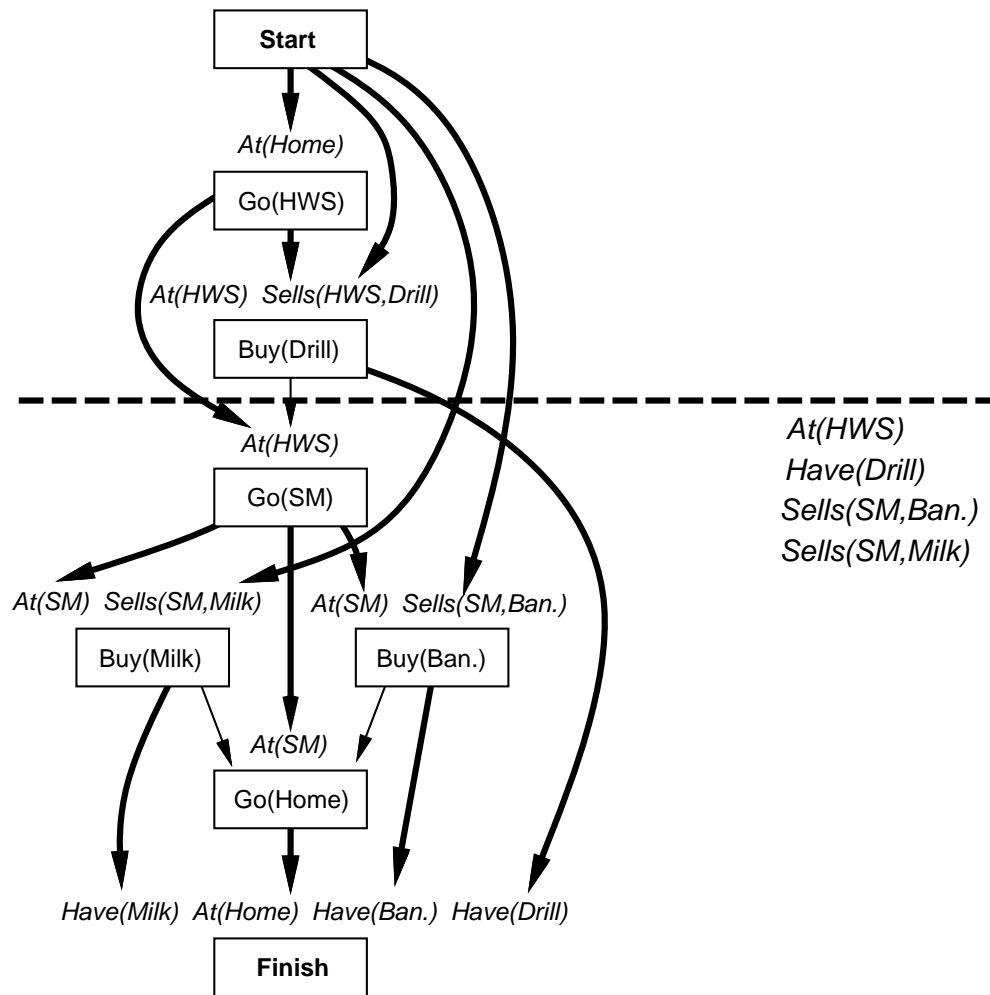 Start
At(Home)
Go(HWS)
At(HWS) Sells(HWS,Drill)
Buy(Drill)
At(HWS)
Go(SM)
At(SM) Sells(SM,Milk) At(SM) Sells(SM,Ban.)
Buy(Milk) Buy(Ban.)
At(SM)
Go(Home)
Have(Milk) At(Home) Have(Ban.) Have(Drill)
Finish
At(HWS)
Have(Drill)
Sells(SM,Ban.)
Sells(SM,Milk)